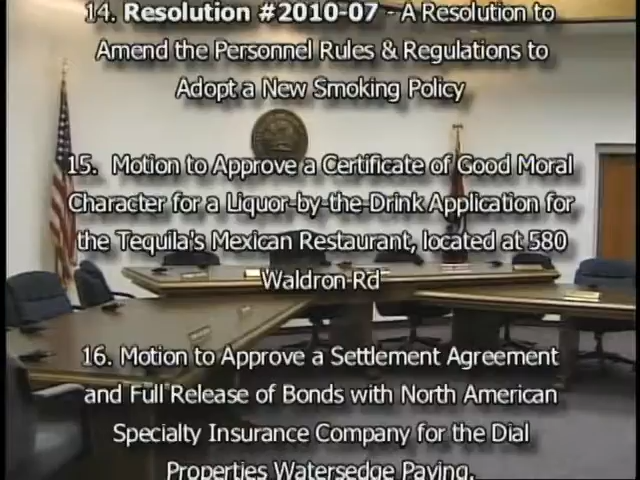 14. Resolution #2010-07 - A Resolution to
Amend the Personnel Rules & Regulations to
Adopt a New Smoking Policy
15. Motion to Approve a Certificate of Good Moral
Character for a Liquor-by-the-Drink Application for
the Tequila's Mexican Restaurant, located at 580
Waldron Rd
16. Motion to Approve a Settlement Agreement
and Full Release of Bonds with North American
Specialty Insurance Company for the Dial
Properties Watersedge Paving.